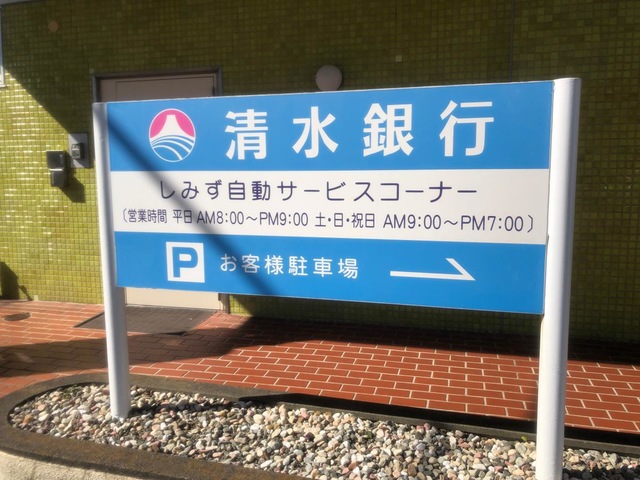 清水銀行
しみず自動サービスコーナー
〔営業時間 平日 AM8:00～PM9:00 土・日・祝日 AM9:00～PM7:00〕
P お客様駐車場